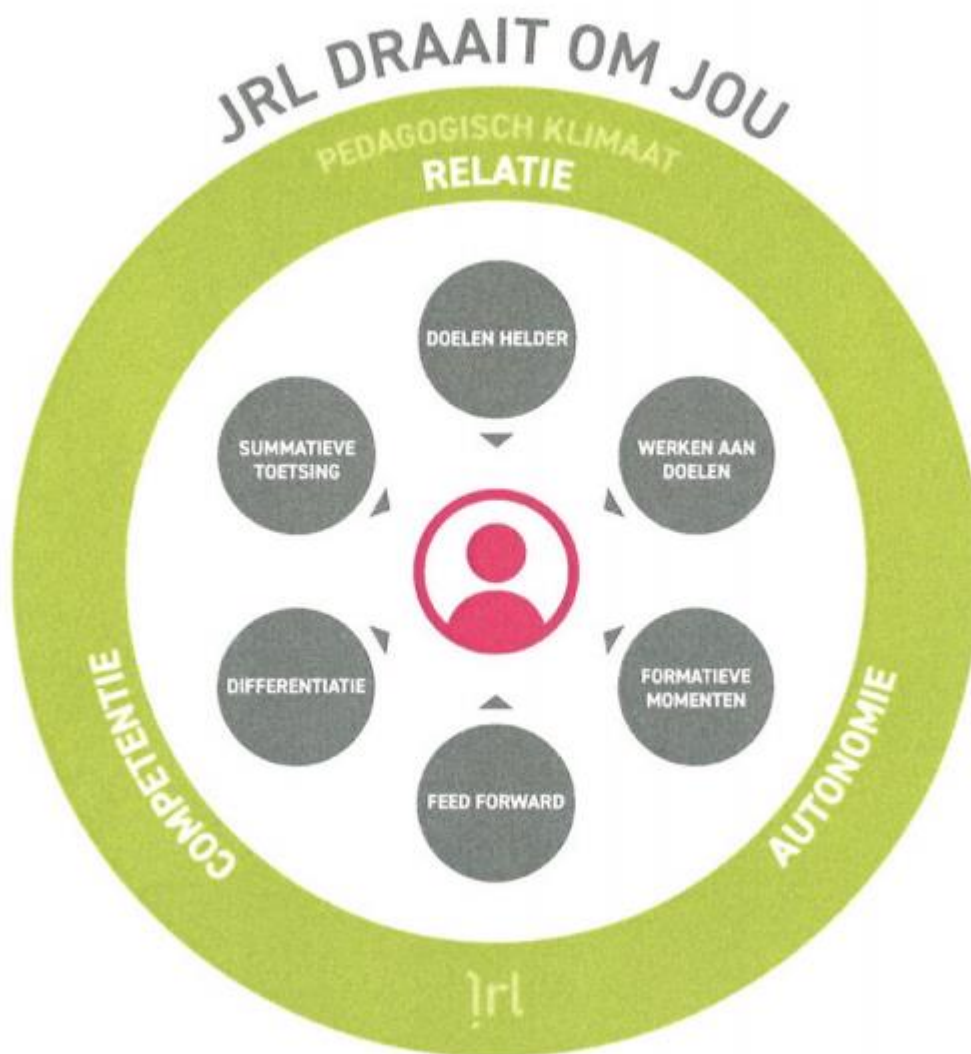 JRL DRAAIT OM JOU
PEDAGOGISCH KLIMAAT
RELATIE
DOELEN HELDER
WERKEN AAN
DOELEN
FORMATIEVE
MOMENTEN
FEED FORWARD
DIFFERENTIATIE
SUMMATIEVE
TOETSING
AUTONOMIE
COMPETENTIE
jrl